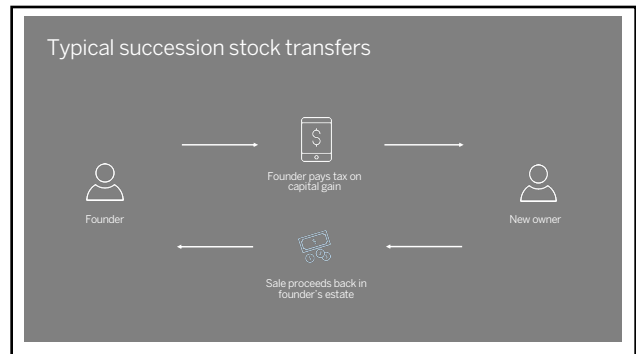 Typical succession stock transfers
$
Founder pays tax on
capital gain
Founder
New owner
Sale proceeds back in
founder's estate